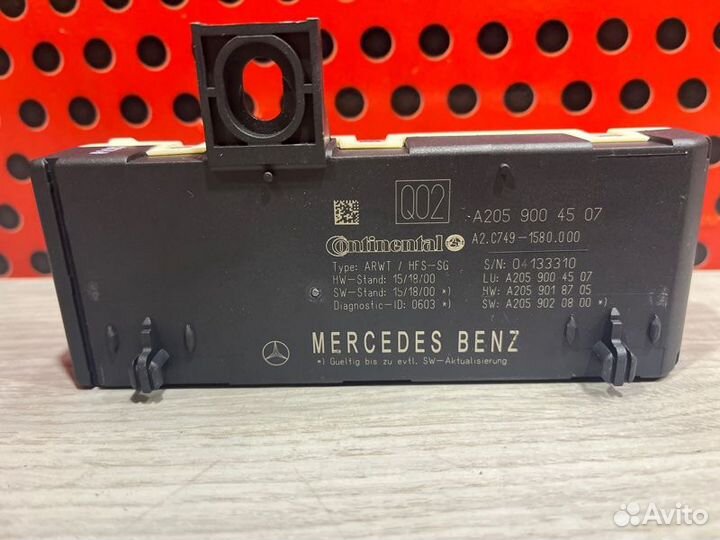 Q02
A205 900 45 07
Continental
A2.C749-1580.000
Type: ARWT / HFS-SG
HW-Stand: 15/18/00
SW-Stand: 15/18/00 *)
Diagnostic-ID: 0603 *)
S/N: 04133310
LU: A205 900 45 07
HW: A205 901 87 05
SW: A205 902 08 00 *)
MERCEDES BENZ
*) Gueltig bis zu evtl. SW-Aktualisierung
Avito